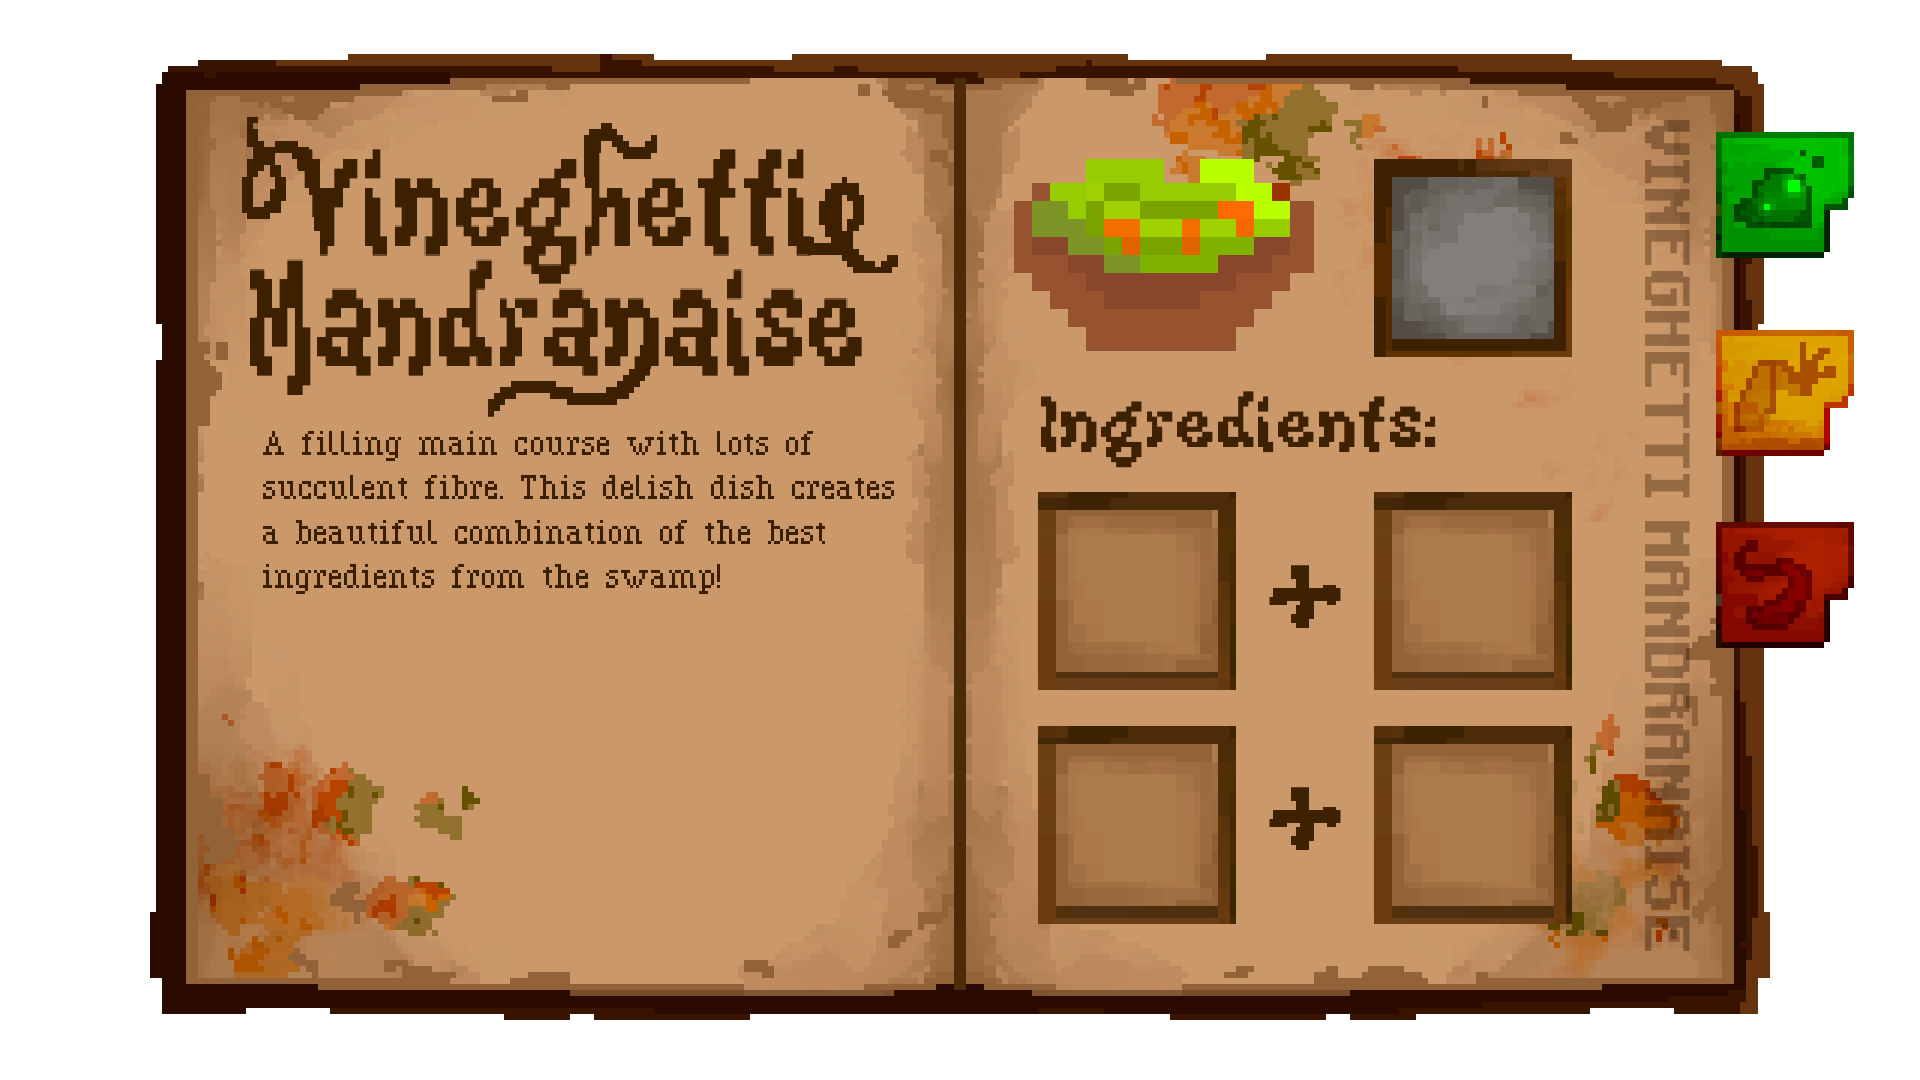 Vineghettie
Mandranaise
A filling main course with lots of
succulent fibre. This delish dish creates
a beautiful combination of the best
ingredients from the swamp!
Ingredients:
+
+
VINEGHETTI MANDRANAISE